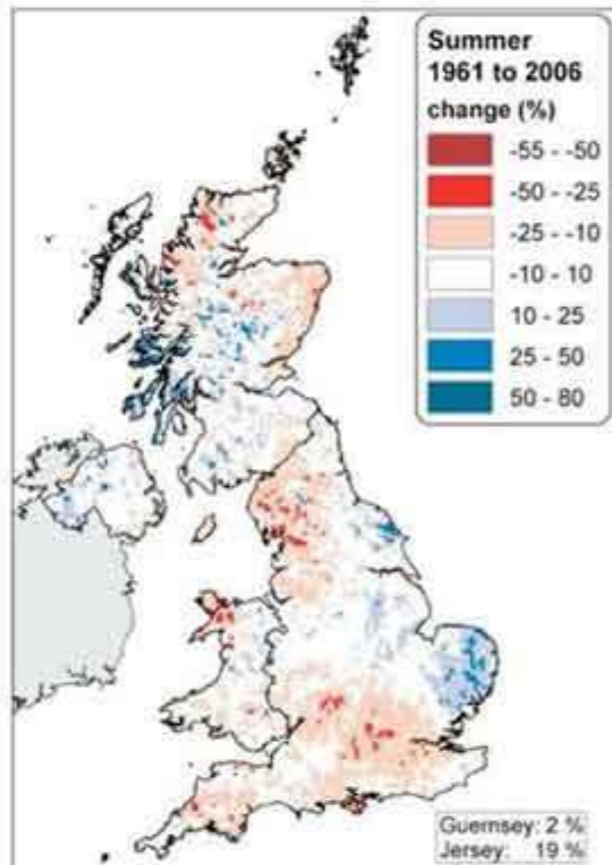 Summer
1961 to 2006
change (%)
-55 - -50
-50 - -25
-25 - -10
-10 - 10
10 - 25
25 - 50
50 - 80
Guernsey: 2 %
Jersey: 19 %